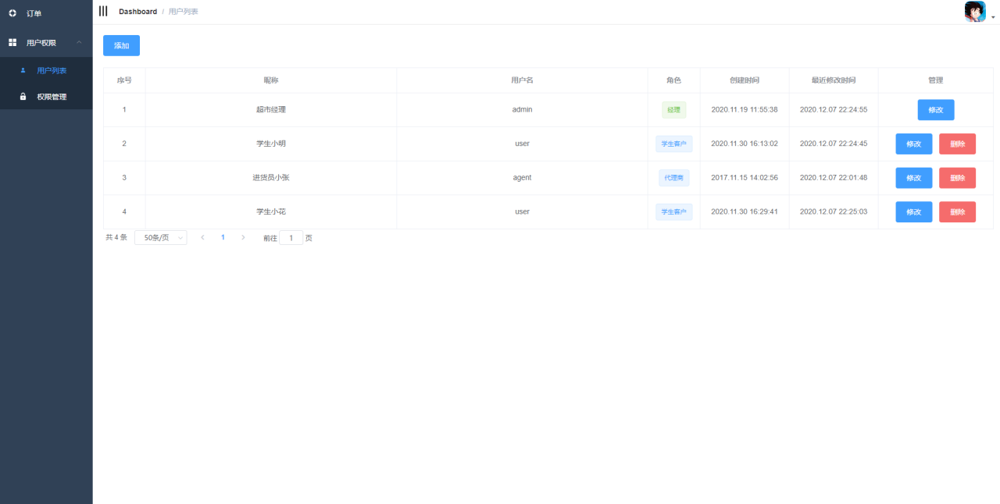 订单
用户权限
用户列表
权限管理
Dashboard / 用户列表
添加
序号 昵称 用户名 角色 创建时间 最近修改时间 管理
1 超市经理 admin 经理 2020.11.19 11:55:38 2020.12.07 22:24:55 修改
2 学生小明 user 学生客户 2020.11.30 16:13:02 2020.12.07 22:24:45 修改 删除
3 进货员小张 agent 代理商 2017.11.15 14:02:56 2020.12.07 22:01:48 修改 删除
4 学生小花 user 学生客户 2020.11.30 16:29:41 2020.12.07 22:25:03 修改 删除
共 4 条 50条/页 1 前往 1 页